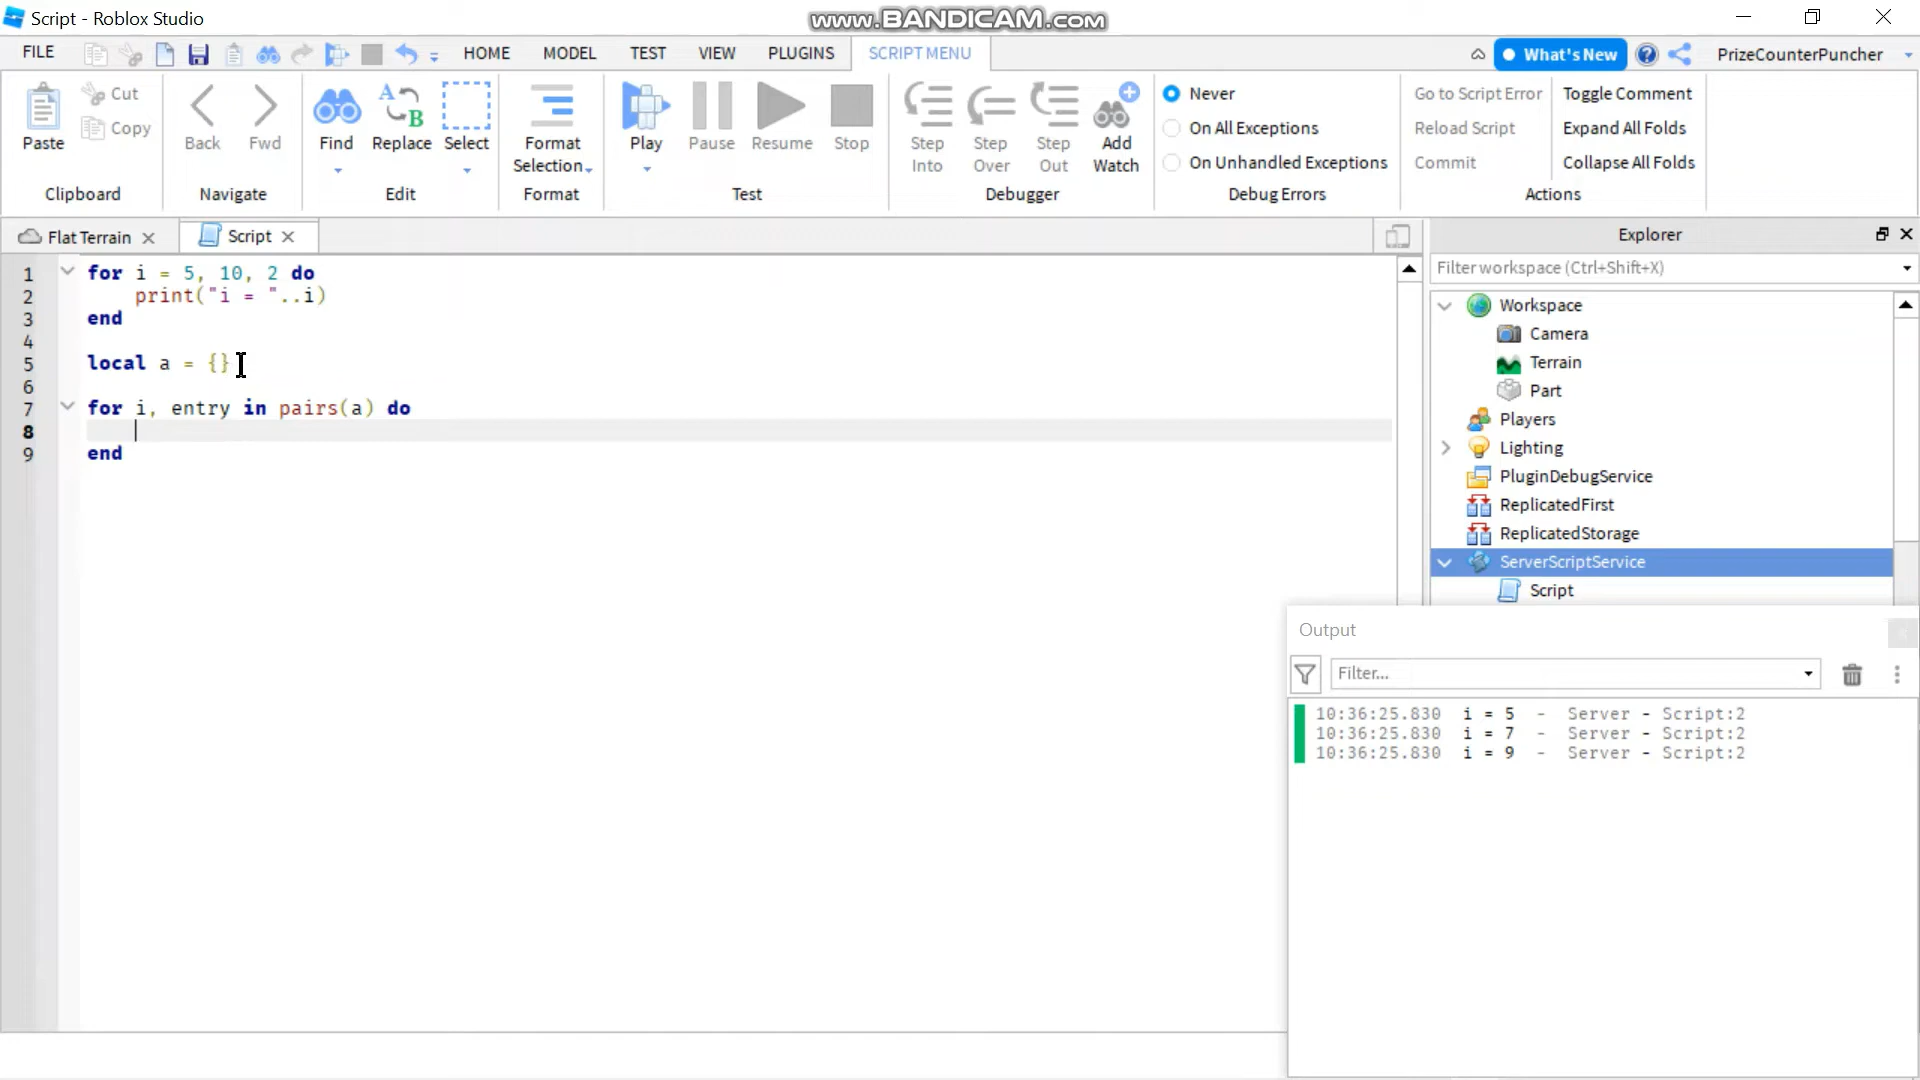 Script - Roblox Studio
www.BANDICAM.com
FILE
HOME
MODEL
TEST
VIEW
PLUGINS
SCRIPT MENU
What's New
PrizeCounterPuncher
Paste
Cut
Copy
Clipboard
Back
Fwd
Navigate
Find
Replace
Select
Edit
Format
Selection
Format
Play
Pause
Resume
Stop
Test
Step
Into
Step
Over
Step
Out
Add
Watch
Debugger
Never
On All Exceptions
On Unhandled Exceptions
Debug Errors
Go to Script Error
Reload Script
Commit
Toggle Comment
Expand All Folds
Collapse All Folds
Actions
Flat Terrain
Script
1 for i = 5, 10, 2 do
2 print("i = "..i)
3 end
4
5 local a = {}
6
7 for i, entry in pairs(a) do
8
9 end
Explorer
Filter workspace (Ctrl+Shift+X)
Workspace
Camera
Terrain
Part
Players
Lighting
PluginDebugService
ReplicatedFirst
ReplicatedStorage
ServerScriptService
Script
Output
Filter...
10:36:25.830 i = 5 - Server - Script:2
10:36:25.830 i = 7 - Server - Script:2
10:36:25.830 i = 9 - Server - Script:2